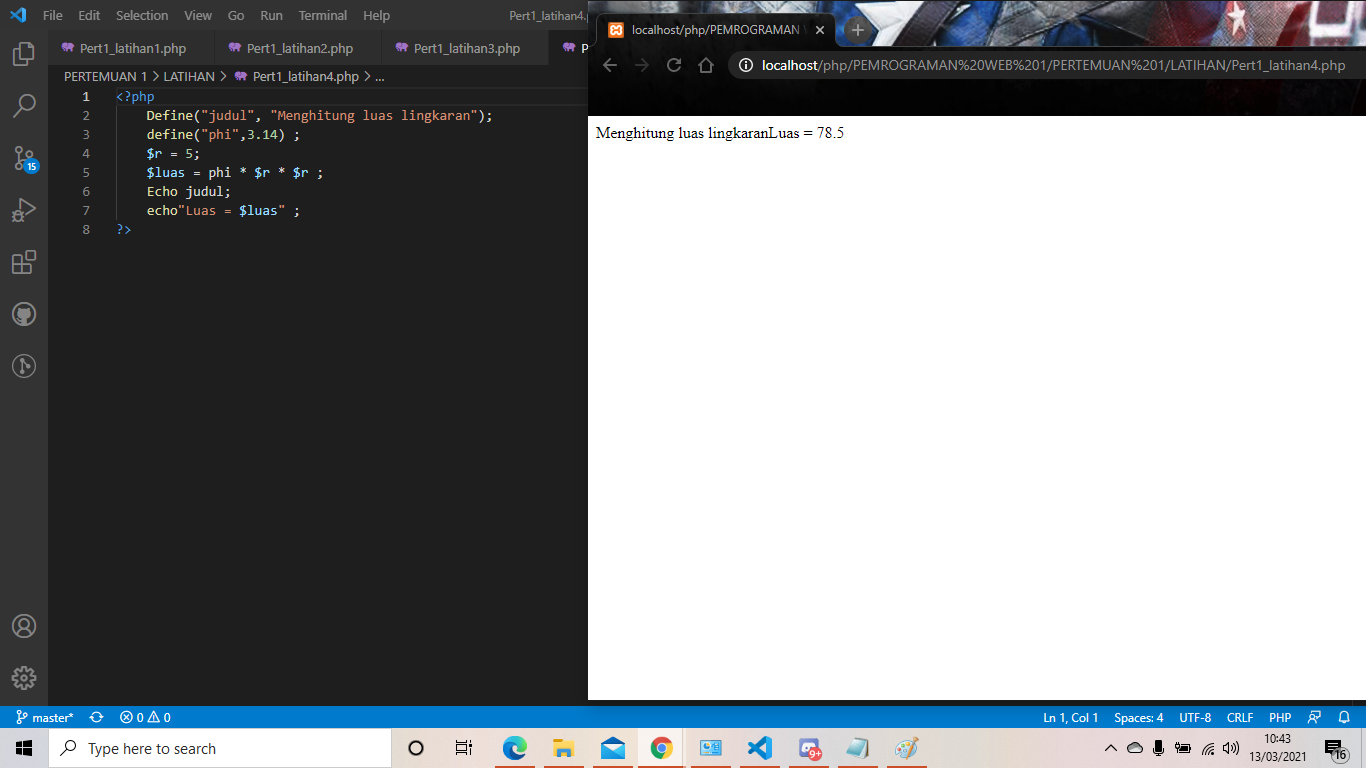 File Edit Selection View Go Run Terminal Help Pert1_latihan4.
Pert1_latihan1.php Pert1_latihan2.php Pert1_latihan3.php P
PERTEMUAN 1 > LATIHAN > Pert1_latihan4.php > ...
1 <?php
2 Define("judul", "Menghitung luas lingkaran");
3 define("phi",3.14) ;
4 $r = 5;
5 $luas = phi * $r * $r ;
6 Echo judul;
7 echo"Luas = $luas" ;
8 ?>
15
localhost/php/PEMROGRAMAN
localhost/php/PEMROGRAMAN%20WEB%201/PERTEMUAN%201/LATIHAN/Pert1_latihan4.php
Menghitung luas lingkaranLuas = 78.5
master* 0 0 Ln 1, Col 1 Spaces: 4 UTF-8 CRLF PHP
Type here to search
9+
10:43
13/03/2021
16